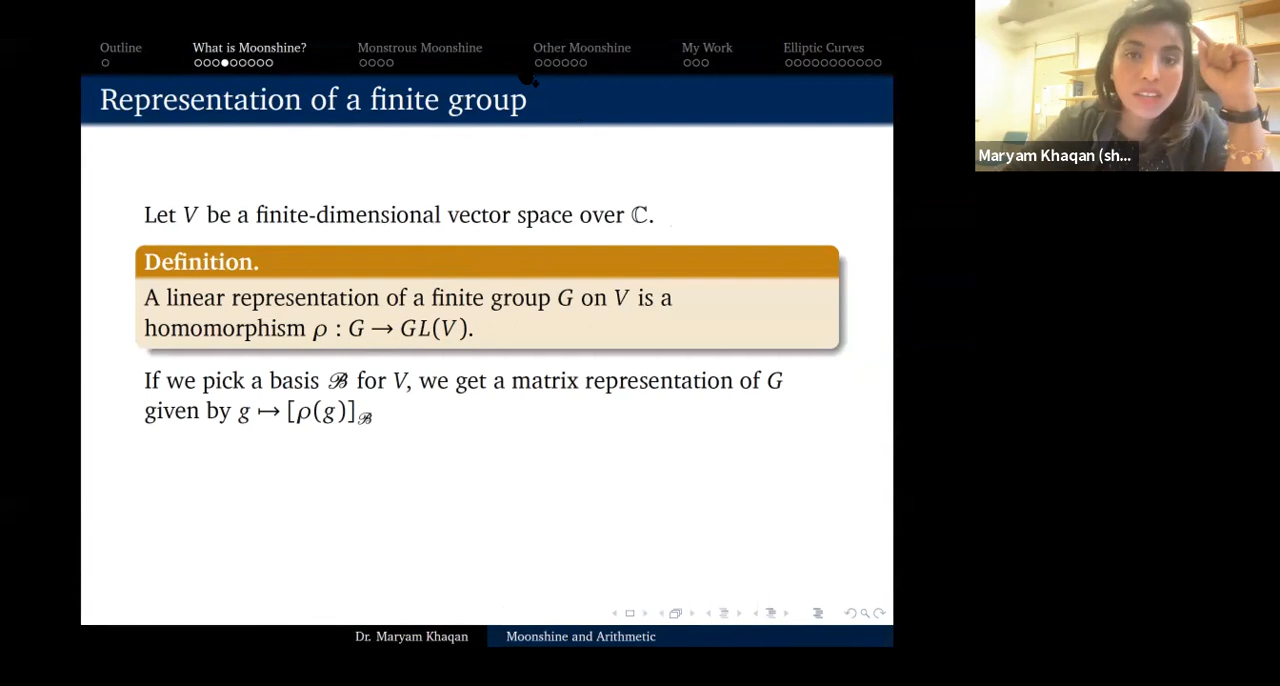 Outline What is Moonshine? Monstrous Moonshine Other Moonshine My Work Elliptic Curves
Representation of a finite group
Maryam Khaqan (sh...
Let V be a finite-dimensional vector space over ℂ.
Definition.
A linear representation of a finite group G on V is a
homomorphism ρ : G → GL(V).
If we pick a basis ℬ for V, we get a matrix representation of G
given by g ↦ [ρ(g)]ℬ
Dr. Maryam Khaqan Moonshine and Arithmetic